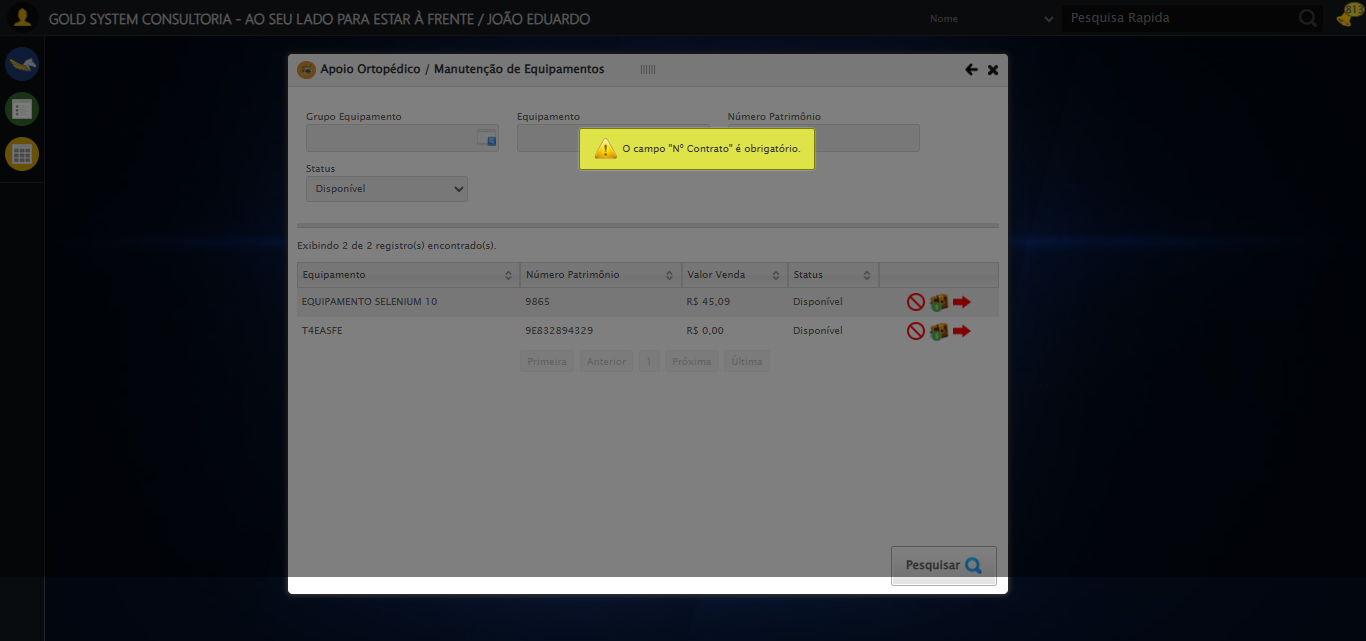 GOLD SYSTEM CONSULTORIA - AO SEU LADO PARA ESTAR À FRENTE / JOÃO EDUARDO
Nome
Pesquisa Rapida
813
Apoio Ortopédico / Manutenção de Equipamentos
Grupo Equipamento
Equipamento
Número Patrimônio
O campo "Nº Contrato" é obrigatório.
Status
Disponível
Exibindo 2 de 2 registro(s) encontrado(s).
Equipamento Número Patrimônio Valor Venda Status
EQUIPAMENTO SELENIUM 10 9865 R$ 45,09 Disponível
T4EASFE 9E832894329 R$ 0,00 Disponível
Primeira Anterior 1 Próxima Última
Pesquisar